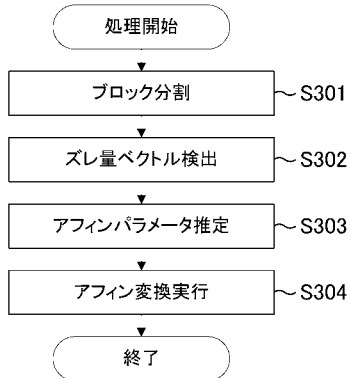 処理開始
ブロック分割 S301
ズレ量ベクトル検出 S302
アフィンパラメータ推定 S303
アフィン変換実行 S304
終了